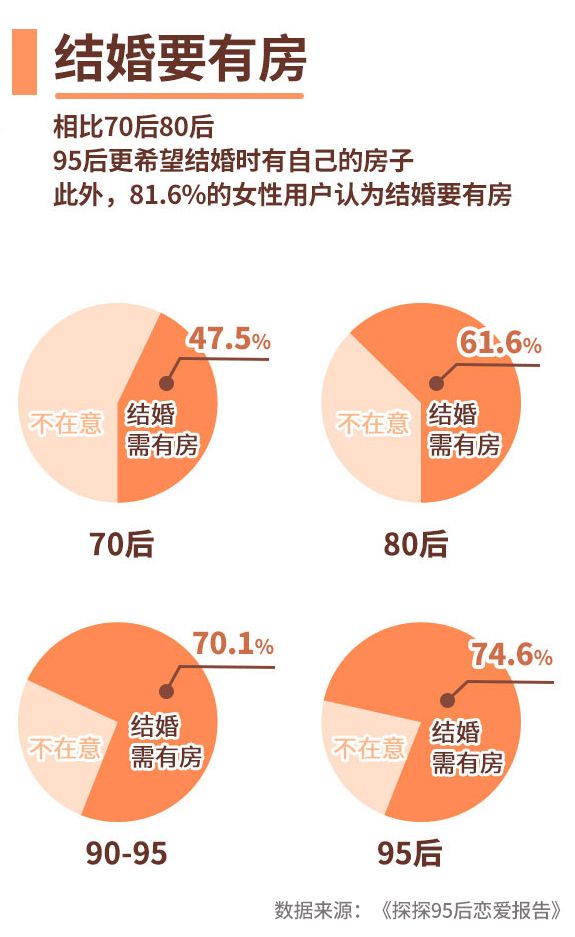 结婚要有房
相比70后80后
95后更希望结婚时有自己的房子
此外，81.6%的女性用户认为结婚要有房
47.5%
不在意
结婚
需有房
70后
61.6%
不在意
结婚
需有房
80后
70.1%
不在意
结婚
需有房
90-95
74.6%
不在意
结婚
需有房
95后
数据来源：《探探95后恋爱报告》